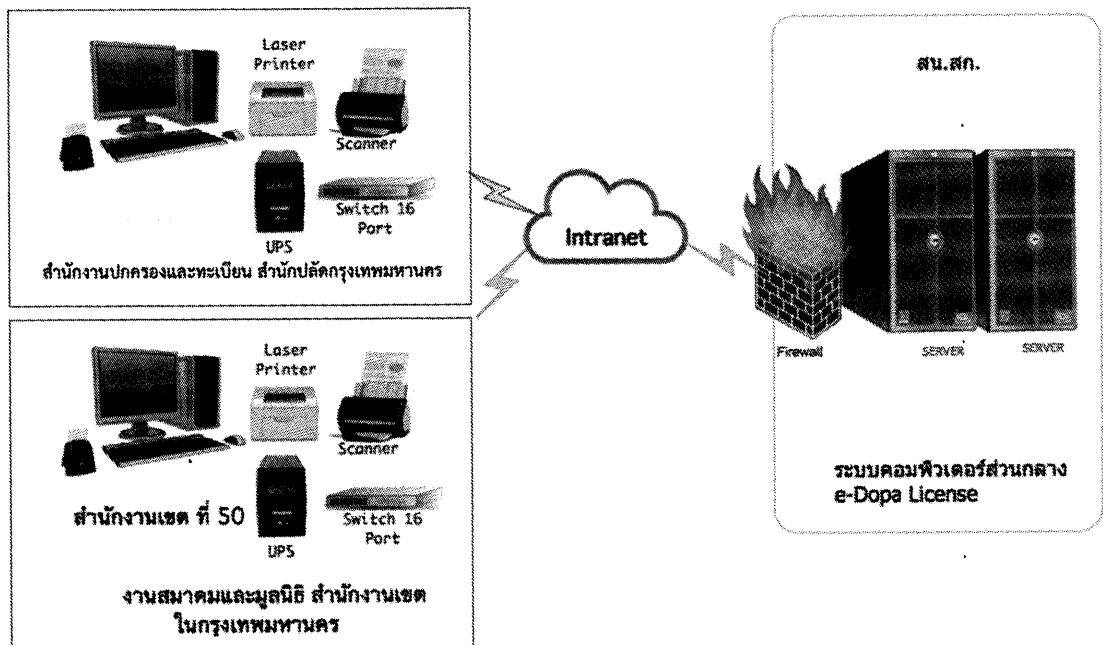 Laser
Printer
Scanner
Switch 16
Port
UPS
สำนักงานปกครองและทะเบียน สำนักปลัดกรุงเทพมหานคร
Laser
Printer
Scanner
สำนักงานเขต ที่ 50
Switch 16
Port
UPS
งานสมาคมและมูลนิธิ สำนักงานเขต
ในกรุงเทพมหานคร
Intranet
สน.สก.
Firewall
SERVER
SERVER
ระบบคอมพิวเตอร์ส่วนกลาง
e-Dopa License